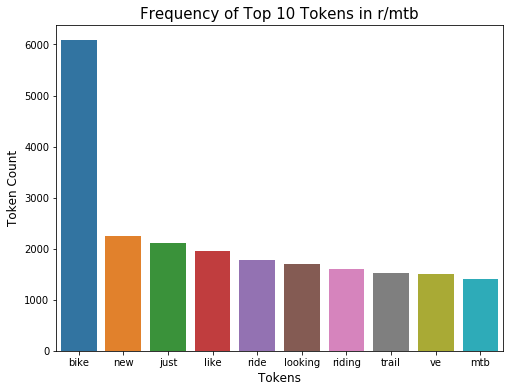 Frequency of Top 10 Tokens in r/mtb
Token Count
6000
5000
4000
3000
2000
1000
0
bike new just like ride looking riding trail ve mtb
Tokens